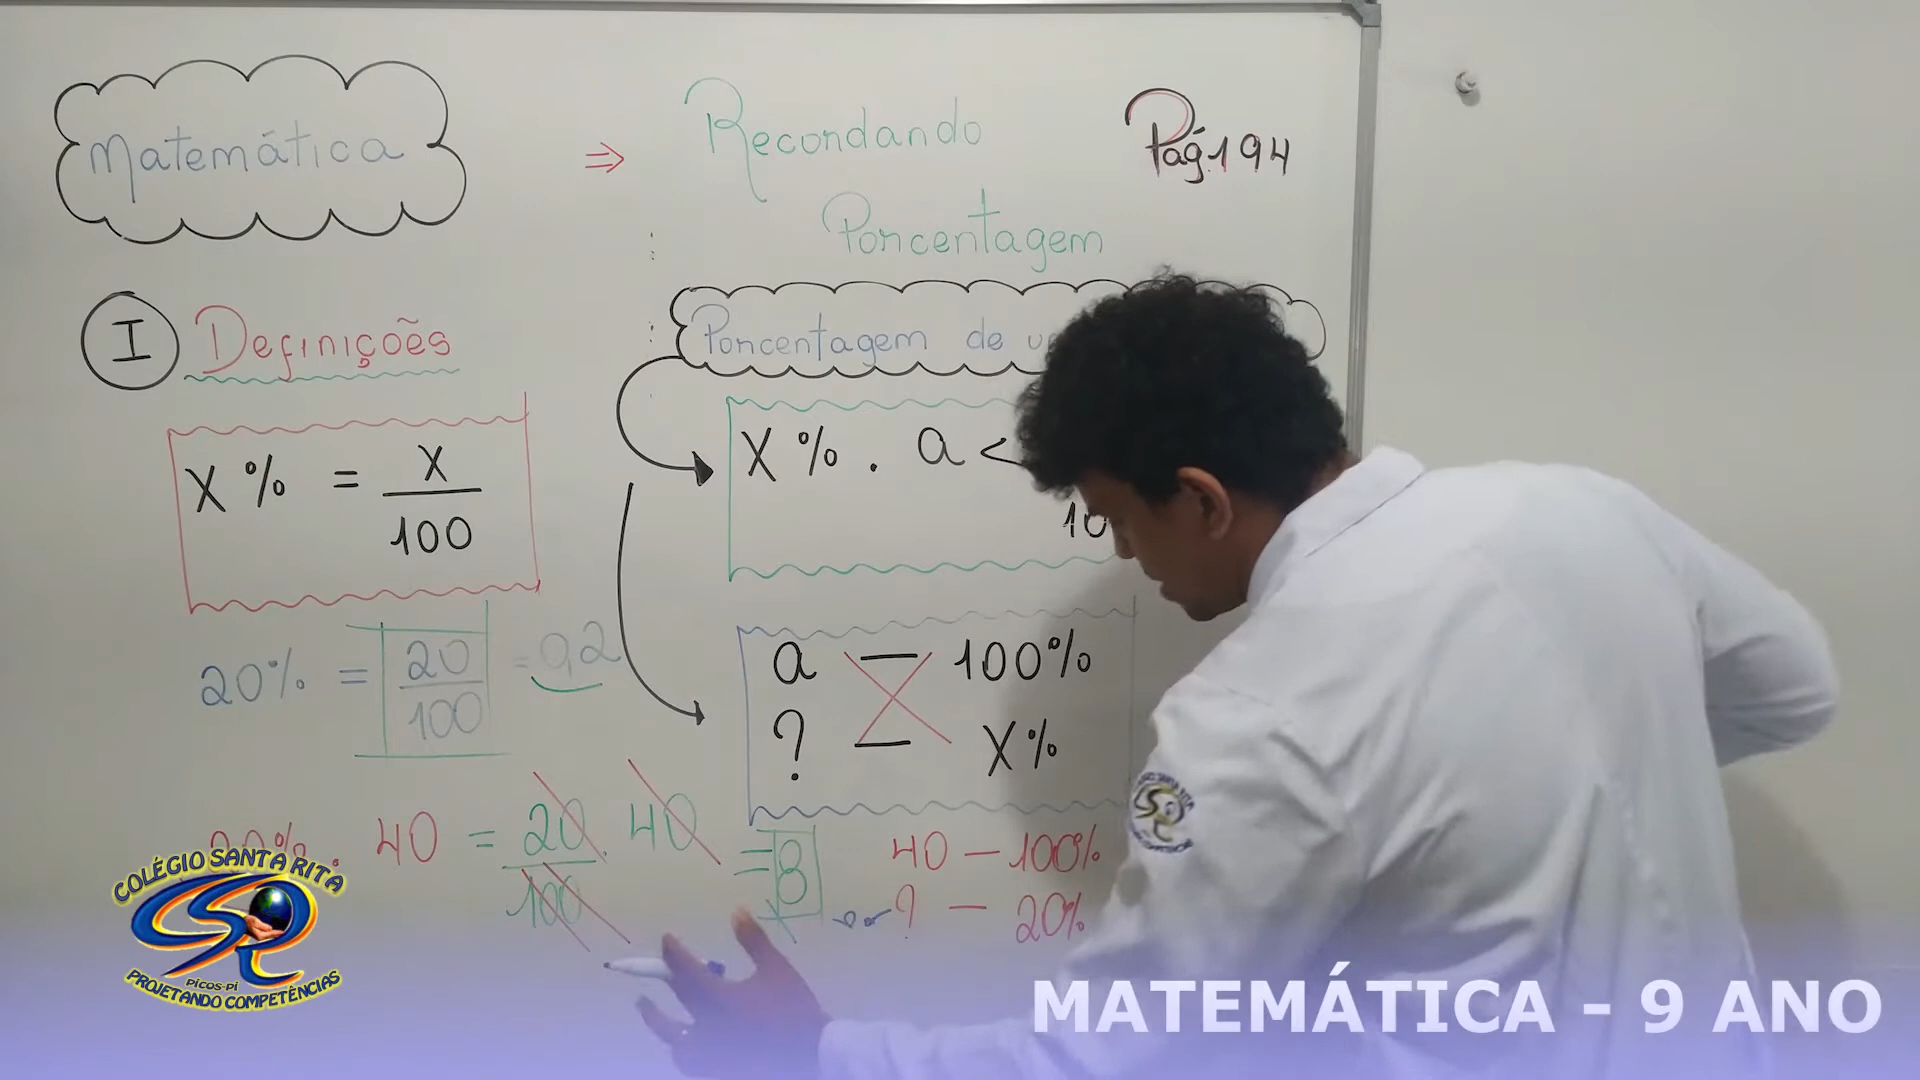 Matemática
⇒ Recordando Pág.194
Porcentagem
I Definições
X% = X/100
20% = 20/100 = 0,2
Porcentagem de
X% . a <
10
a — 100%
? — X%
20% . 40 = 20/100 . 40 = 8
40 — 100%
? — 20%
COLÉGIO SANTA RITA
PICOS-PI
PROJETANDO COMPETÊNCIAS
MATEMÁTICA - 9 ANO